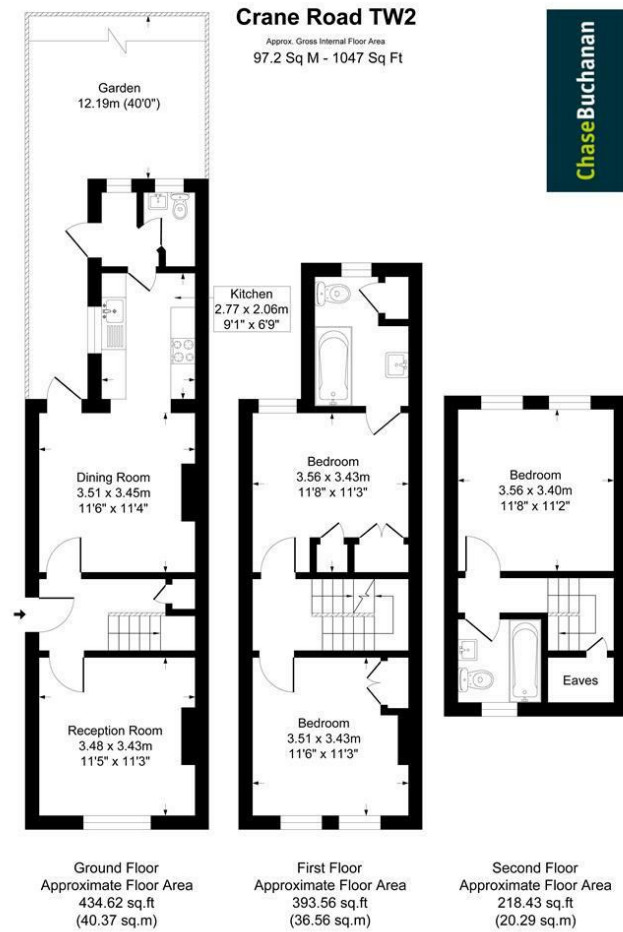 Crane Road TW2
Approx. Gross Internal Floor Area
97.2 Sq M - 1047 Sq Ft
ChaseBuchanan
Garden
12.19m (40'0")
Kitchen
2.77 x 2.06m
9'1" x 6'9"
Dining Room
3.51 x 3.45m
11'6" x 11'4"
Reception Room
3.48 x 3.43m
11'5" x 11'3"
Bedroom
3.56 x 3.43m
11'8" x 11'3"
Bedroom
3.51 x 3.43m
11'6" x 11'3"
Bedroom
3.56 x 3.40m
11'8" x 11'2"
Eaves
Ground Floor
Approximate Floor Area
434.62 sq.ft
(40.37 sq.m)
First Floor
Approximate Floor Area
393.56 sq.ft
(36.56 sq.m)
Second Floor
Approximate Floor Area
218.43 sq.ft
(20.29 sq.m)